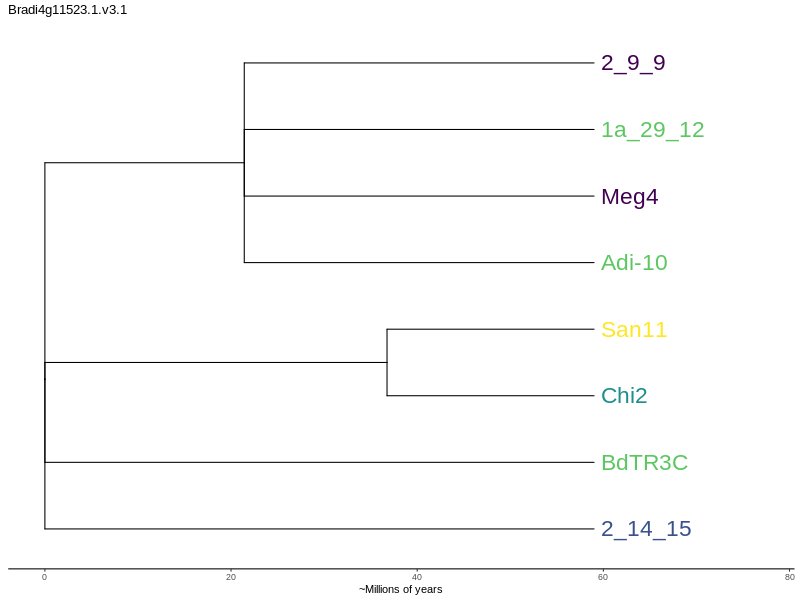 Bradi4g11523.1.v3.1
2_9_9
1a_29_12
Meg4
Adi-10
San11
Chi2
BdTR3C
2_14_15
0 20 40 60 80
~Millions of years